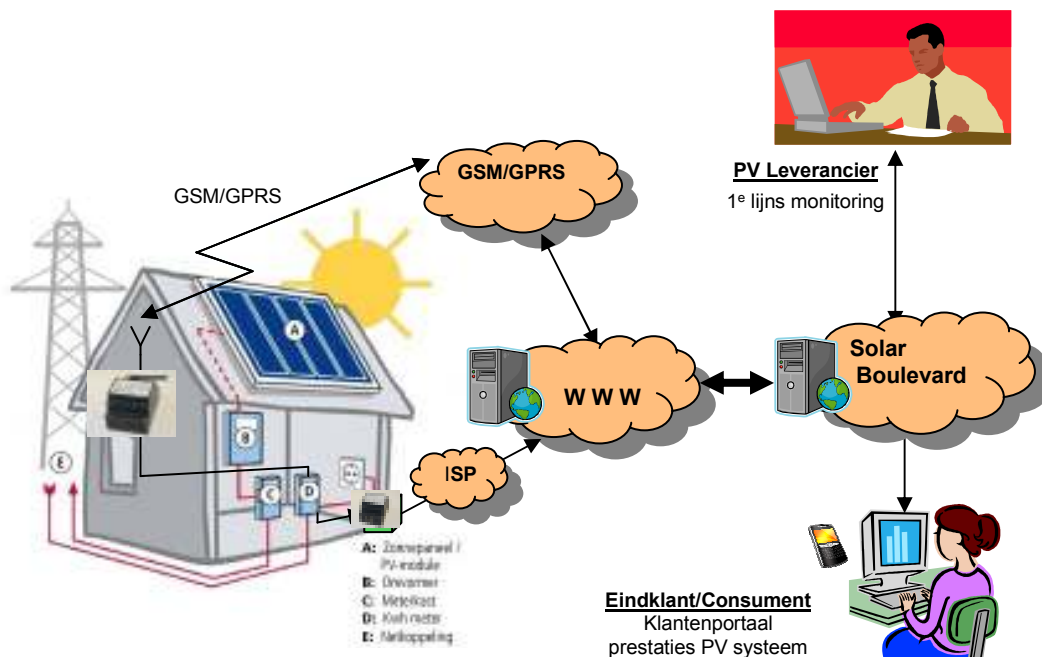 GSM/GPRS
GSM/GPRS
PV Leverancier
1e lijns monitoring
A
B
C
D
E
W W W
Solar
Boulevard
ISP
A: Zonnepaneel /
PV-module
B: Omvormer
C: Meterkast
D: Kwh meter
E: Netkoppeling
Eindklant/Consument
Klantenportaal
prestaties PV systeem